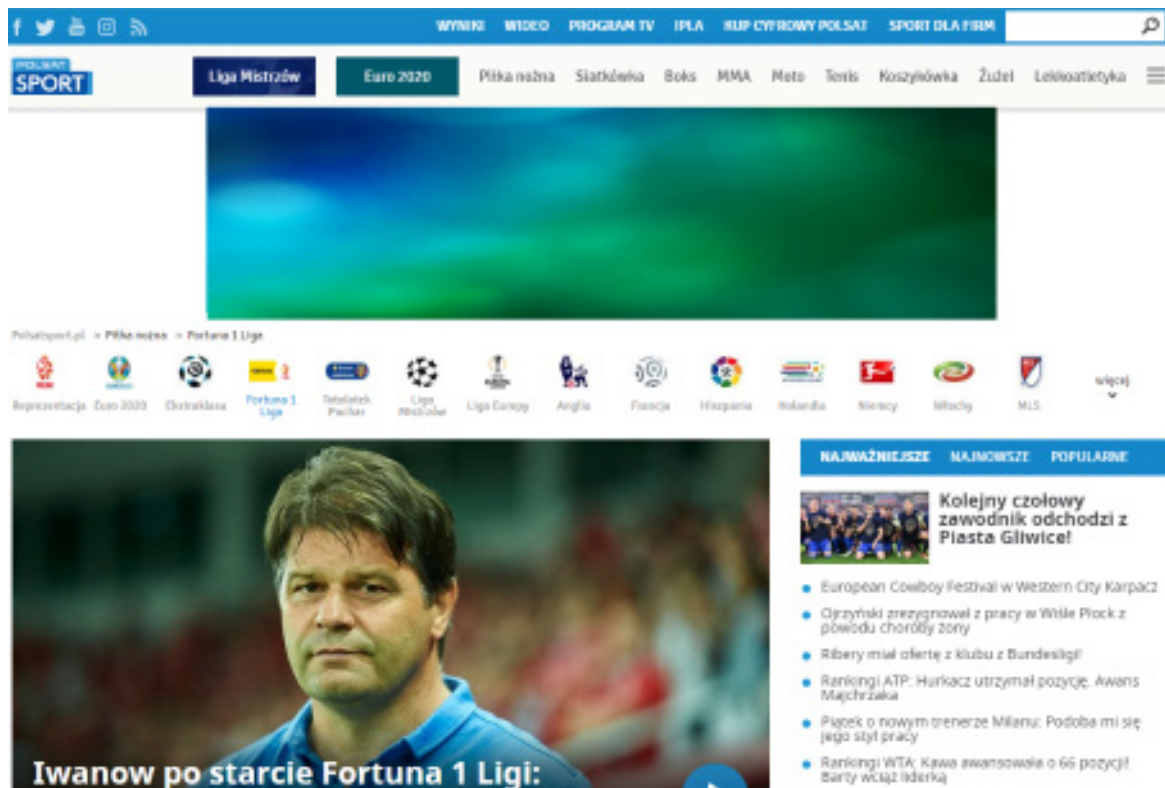 WYNIKI WIDEO PROGRAM TV IPLA KUP CYFROWY POLSAT SPORT DLA FIRM
POLSAT
SPORT
Liga Mistrzów Euro 2020 Piłka nożna Siatkówka Boks MMA Moto Tenis Koszykówka Żużel Lekkoatletyka
Polsatsport.pl » Piłka nożna » Fortuna 1 Liga
Reprezentacja Euro 2020 Ekstraklasa Fortuna 1 Liga Totolotek Puchar Liga Mistrzów Liga Europy Anglia Francja Hiszpania Holandia Niemcy Włochy MLS więcej
Iwanow po starcie Fortuna 1 Ligi:
NAJWAŻNIEJSZE NAJNOWSZE POPULARNE
Kolejny czołowy
zawodnik odchodzi z
Piasta Gliwice!
European Cowboy Festival w Western City Karpacz
Ojrzyński zrezygnował z pracy w Wiśle Płock z
powodu choroby żony
Ribery miał ofertę z klubu z Bundesligi!
Rankingi ATP: Hurkacz utrzymał pozycję. Awans
Majchrzaka
Piątek o nowym trenerze Milanu: Podoba mi się
jego styl pracy
Rankingi WTA: Kawa awansowała o 66 pozycji!
Barty wciąż liderką